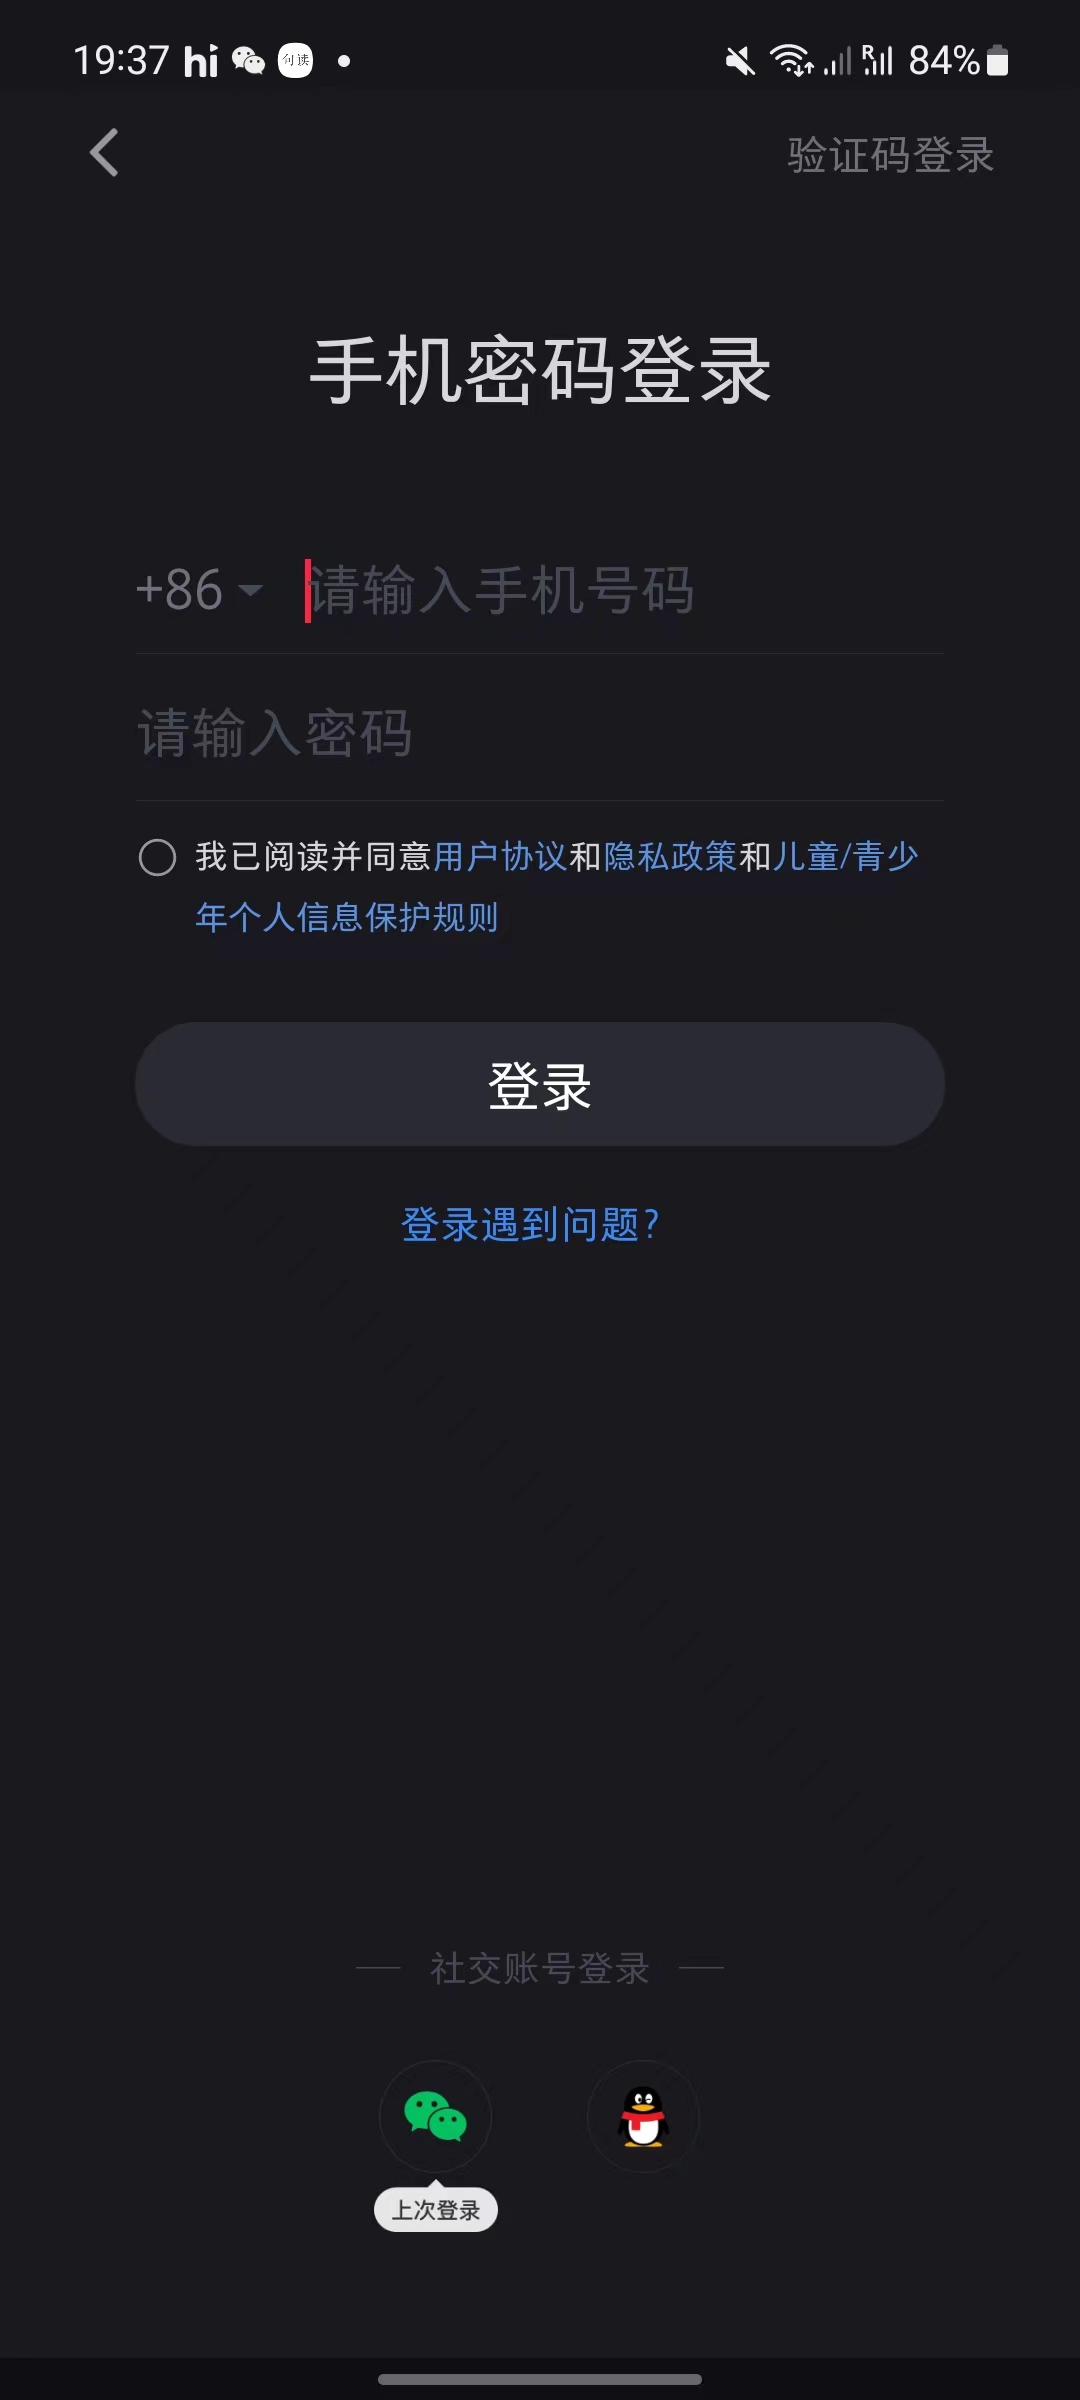 19:37 hi 句读 R 84%
验证码登录
手机密码登录
+86 请输入手机号码
请输入密码
我已阅读并同意用户协议和隐私政策和儿童/青少
年个人信息保护规则
登录
登录遇到问题?
社交账号登录
上次登录